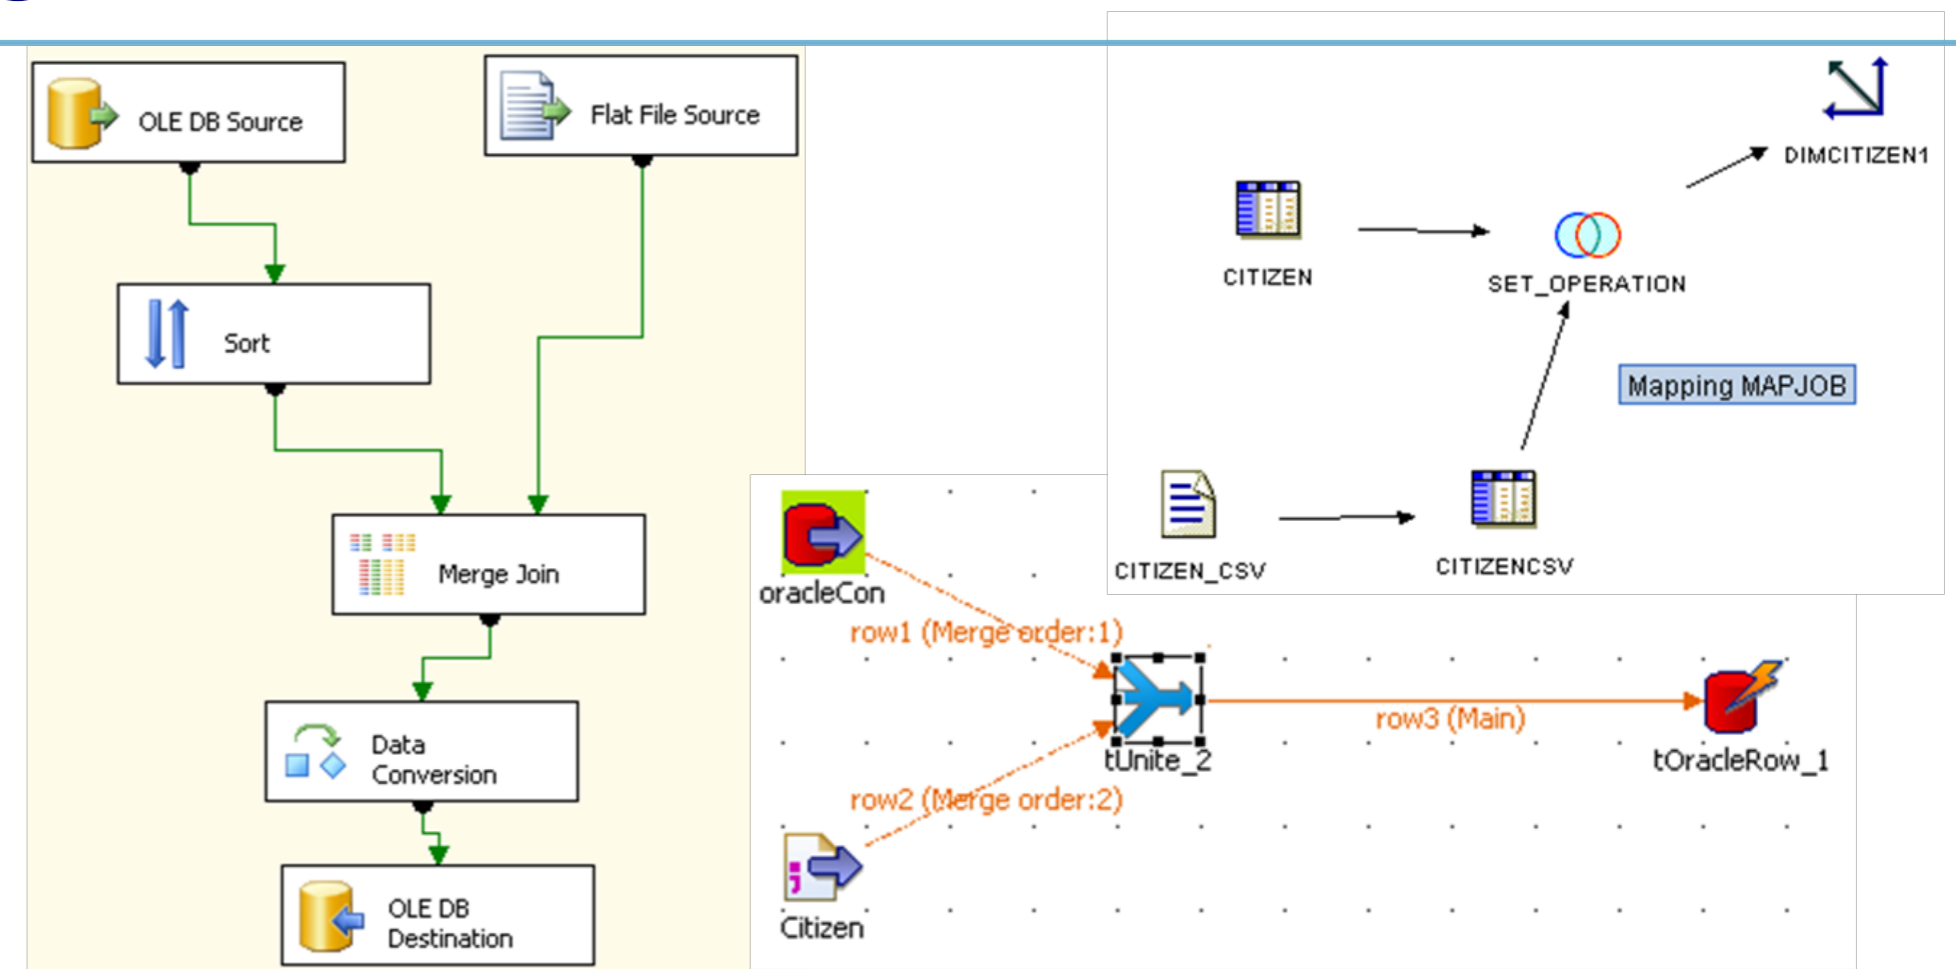 OLE DB Source
Flat File Source
Sort
Merge Join
Data
Conversion
OLE DB
Destination
DIMCITIZEN1
CITIZEN
SET_OPERATION
Mapping MAPJOB
CITIZEN_CSV
CITIZENCSV
oracleCon
row1 (Merge order:1)
tUnite_2
row3 (Main)
tOracleRow_1
row2 (Merge order:2)
Citizen